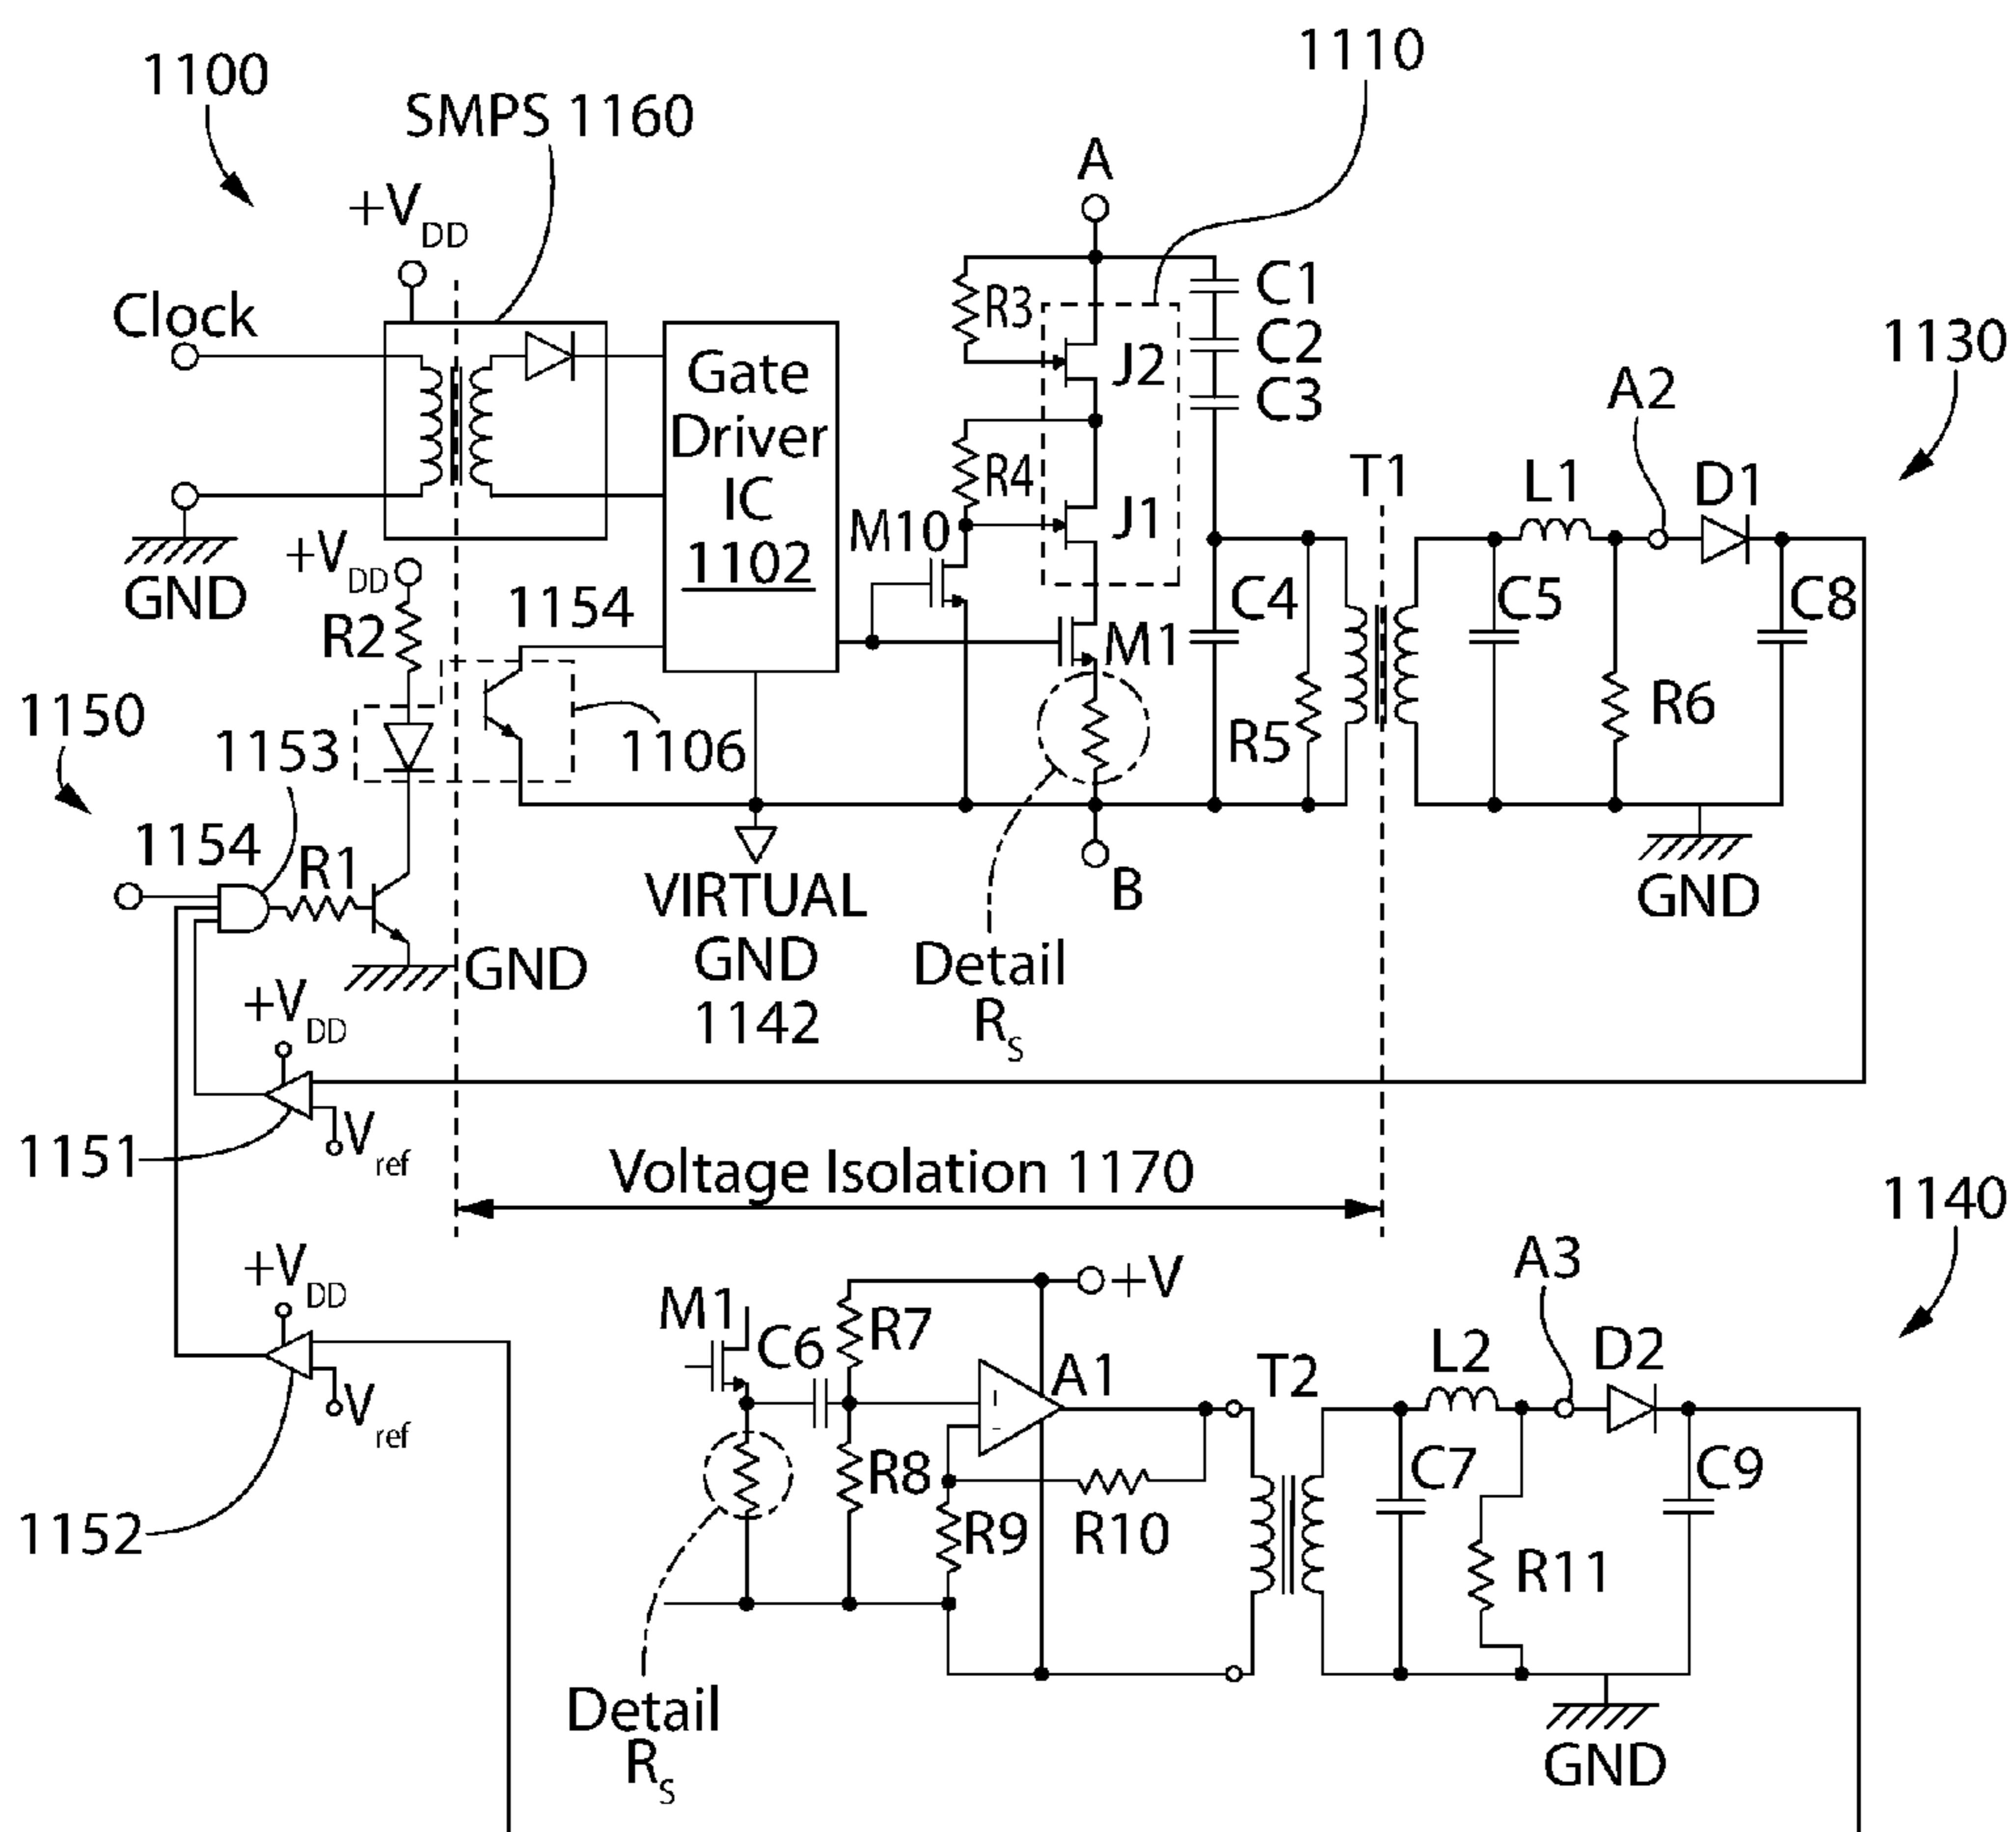 1110
1100
SMPS 1160
A
+VDD
C1
Clock
R3
C2
1130
Gate
Driver
IC
1102
J2
C3
A2
R4
T1
L1
D1
J1
M10
+VDD
GND
1154
C4
C5
C8
R2
M1
R6
1150
1153
1106
R5
1154
R1
VIRTUAL
GND
1142
B
GND
Detail
RS
GND
+VDD
1151
Vref
Voltage Isolation 1170
1140
+VDD
+V
A3
M1
C6
R7
A1
T2
L2
D2
Vref
+
-
R8
C7
C9
1152
R9
R10
R11
Detail
RS
GND